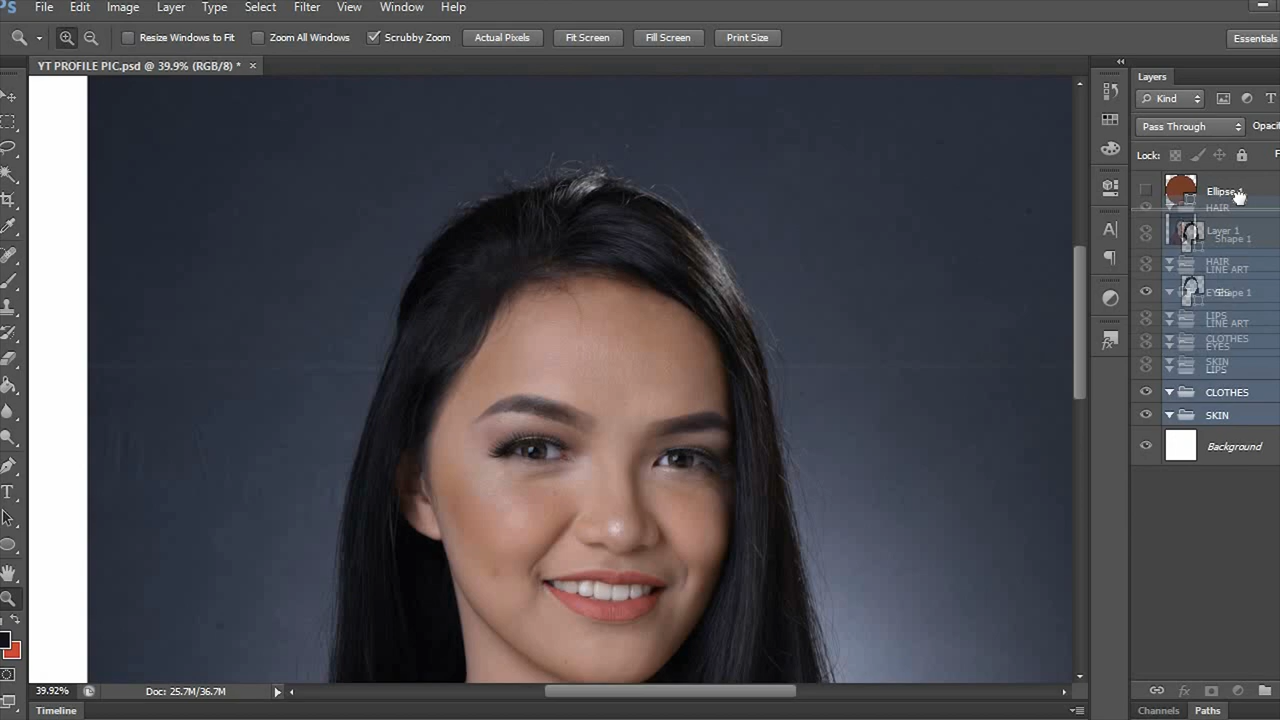 PS File Edit Image Layer Type Select Filter View Window Help
Resize Windows to Fit Zoom All Windows Scrubby Zoom Actual Pixels Fit Screen Fill Screen Print Size Essentials
YT PROFILE PIC.psd @ 39.9% (RGB/8) * ×
Layers
Kind
Pass Through Opaci
Lock: F
Ellipse 1
HAIR
Layer 1
Shape 1
HAIR
LINE ART
EYES
Shape 1
LIPS
LINE ART
CLOTHES
EYES
SKIN
LIPS
CLOTHES
SKIN
Background
39.92% Doc: 25.7M/36.7M
Timeline Channels Paths